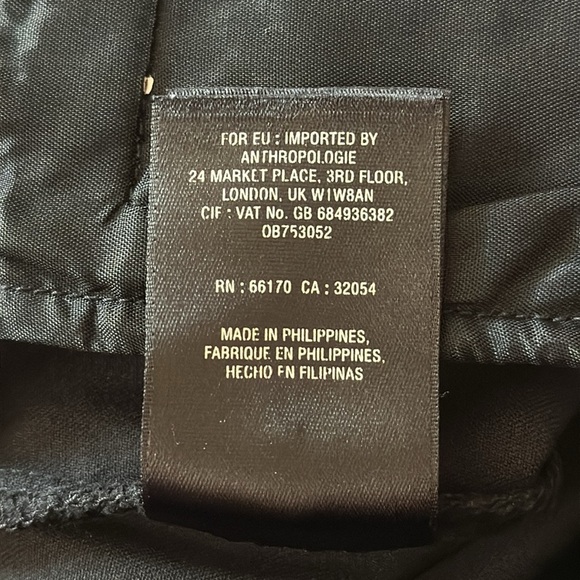 FOR EU : IMPORTED BY
ANTHROPOLOGIE
24 MARKET PLACE, 3RD FLOOR,
LONDON, UK W1W8AN
CIF : VAT No. GB 684936382
OB753052
RN : 66170 CA : 32054
MADE IN PHILIPPINES,
FABRIQUE EN PHILIPPINES,
HECHO EN FILIPINAS